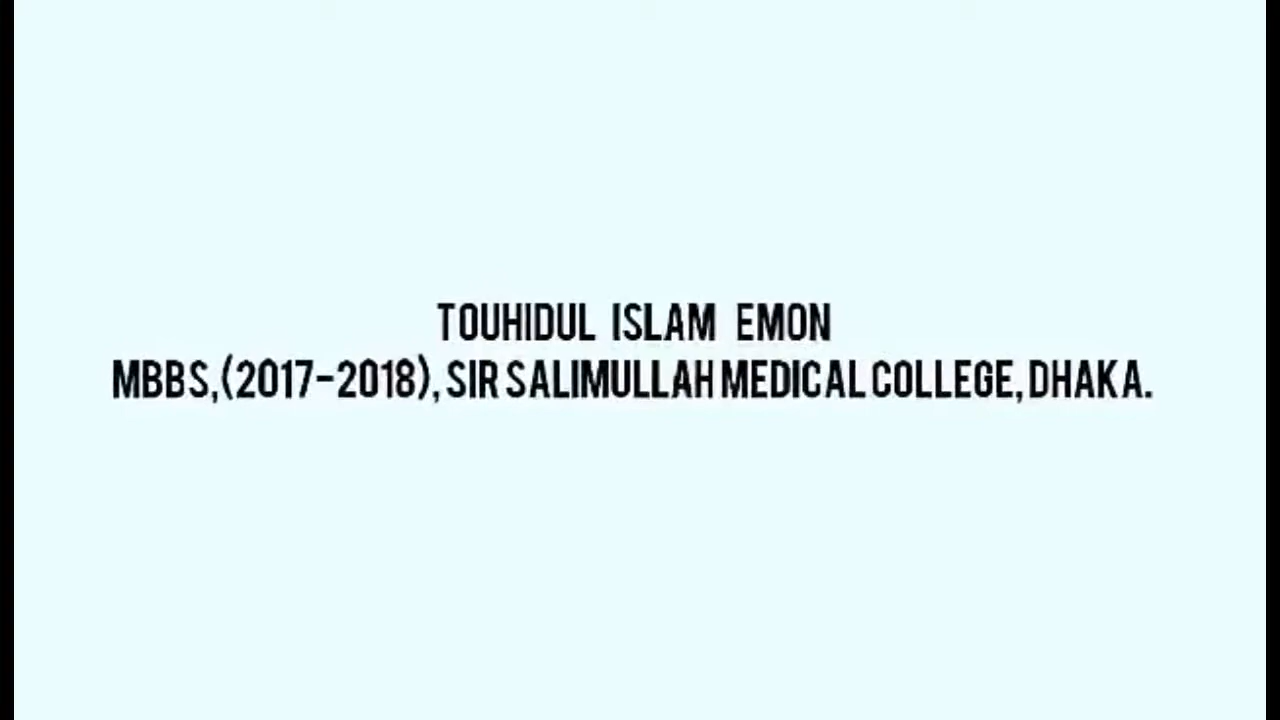 TOUHIDUL ISLAM EMON
MBBS,(2017-2018), SIR SALIMULLAH MEDICAL COLLEGE, DHAKA.